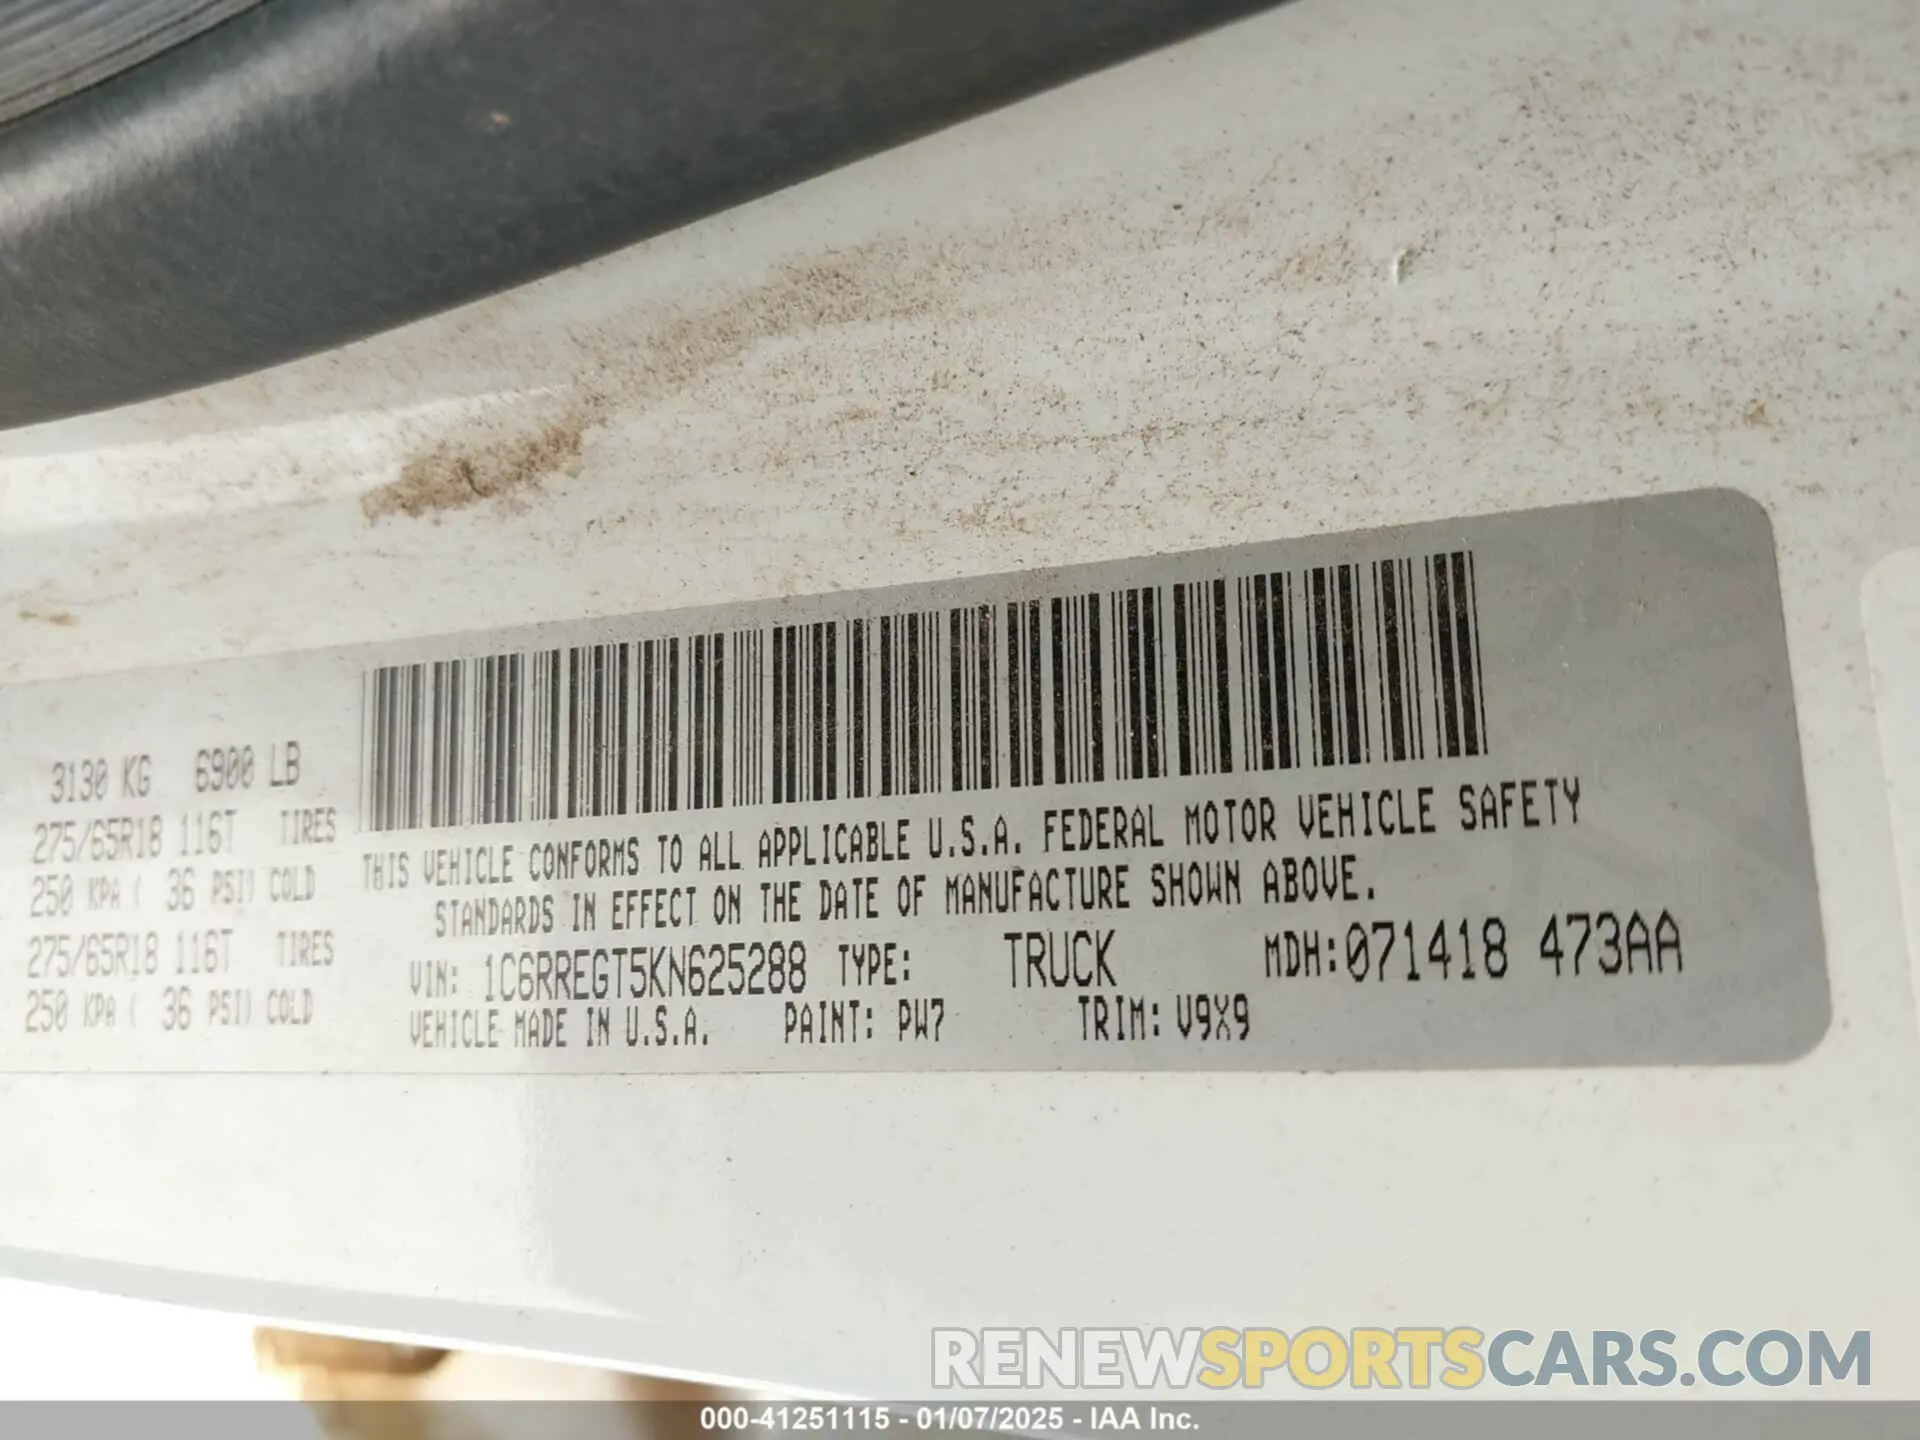 3130 KG 6900 LB
275/65R18 116T TIRES
250 KPA ( 36 PSI) COLD
275/65R18 116T TIRES
250 KPA ( 36 PSI) COLD
THIS VEHICLE CONFORMS TO ALL APPLICABLE U.S.A. FEDERAL MOTOR VEHICLE SAFETY
STANDARDS IN EFFECT ON THE DATE OF MANUFACTURE SHOWN ABOVE.
VIN: 1C6RREGT5KN625288 TYPE: TRUCK MDH:071418 473AA
VEHICLE MADE IN U.S.A. PAINT: PW7 TRIM: V9X9
RENEWSPORTSCARS.COM
000-41251115 - 01/07/2025 - IAA Inc.